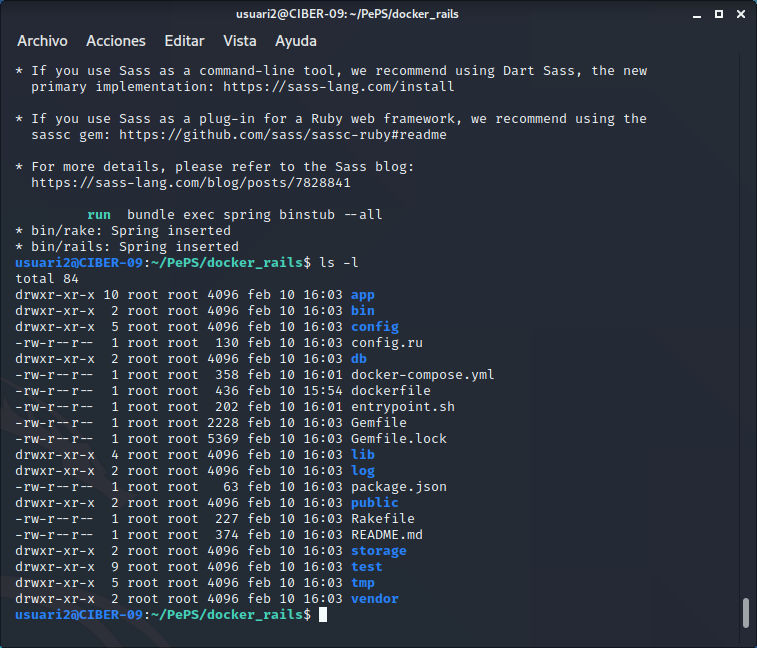 usuari2@CIBER-09: ~/PePS/docker_rails
Archivo Acciones Editar Vista Ayuda
* If you use Sass as a command-line tool, we recommend using Dart Sass, the new
primary implementation: https://sass-lang.com/install
* If you use Sass as a plug-in for a Ruby web framework, we recommend using the
sassc gem: https://github.com/sass/sassc-ruby#readme
* For more details, please refer to the Sass blog:
https://sass-lang.com/blog/posts/7828841
run bundle exec spring binstub --all
* bin/rake: Spring inserted
* bin/rails: Spring inserted
usuari2@CIBER-09:~/PePS/docker_rails$ ls -l
total 84
drwxr-xr-x 10 root root 4096 feb 10 16:03 app
drwxr-xr-x 2 root root 4096 feb 10 16:03 bin
drwxr-xr-x 5 root root 4096 feb 10 16:03 config
-rw-r--r-- 1 root root 130 feb 10 16:03 config.ru
drwxr-xr-x 2 root root 4096 feb 10 16:03 db
-rw-r--r-- 1 root root 358 feb 10 16:01 docker-compose.yml
-rw-r--r-- 1 root root 436 feb 10 15:54 dockerfile
-rw-r--r-- 1 root root 202 feb 10 16:01 entrypoint.sh
-rw-r--r-- 1 root root 2228 feb 10 16:03 Gemfile
-rw-r--r-- 1 root root 5369 feb 10 16:03 Gemfile.lock
drwxr-xr-x 4 root root 4096 feb 10 16:03 lib
drwxr-xr-x 2 root root 4096 feb 10 16:03 log
-rw-r--r-- 1 root root 63 feb 10 16:03 package.json
drwxr-xr-x 2 root root 4096 feb 10 16:03 public
-rw-r--r-- 1 root root 227 feb 10 16:03 Rakefile
-rw-r--r-- 1 root root 374 feb 10 16:03 README.md
drwxr-xr-x 2 root root 4096 feb 10 16:03 storage
drwxr-xr-x 9 root root 4096 feb 10 16:03 test
drwxr-xr-x 5 root root 4096 feb 10 16:03 tmp
drwxr-xr-x 2 root root 4096 feb 10 16:03 vendor
usuari2@CIBER-09:~/PePS/docker_rails$